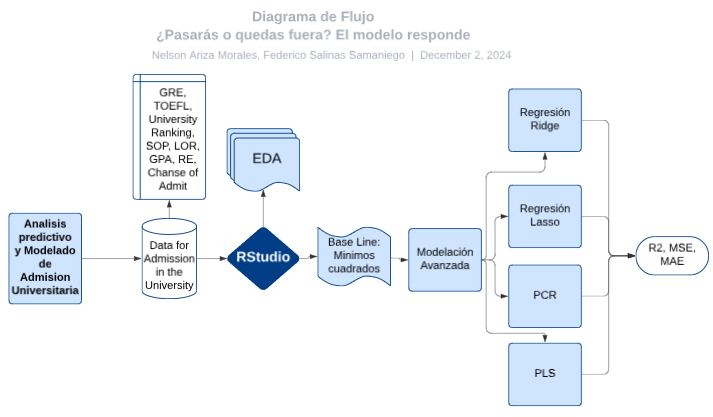 Diagrama de Flujo
¿Pasarás o quedas fuera? El modelo responde
Nelson Ariza Morales, Federico Salinas Samaniego | December 2, 2024
Analisis
predictivo
y Modelado
de
Admision
Universitaria
GRE,
TOEFL,
University
Ranking,
SOP, LOR,
GPA, RE,
Chanse of
Admit
Data for
Admission
in the
University
EDA
RStudio
Base Line:
Minimos
cuadrados
Modelación
Avanzada
Regresión
Ridge
Regresión
Lasso
PCR
PLS
R2, MSE,
MAE